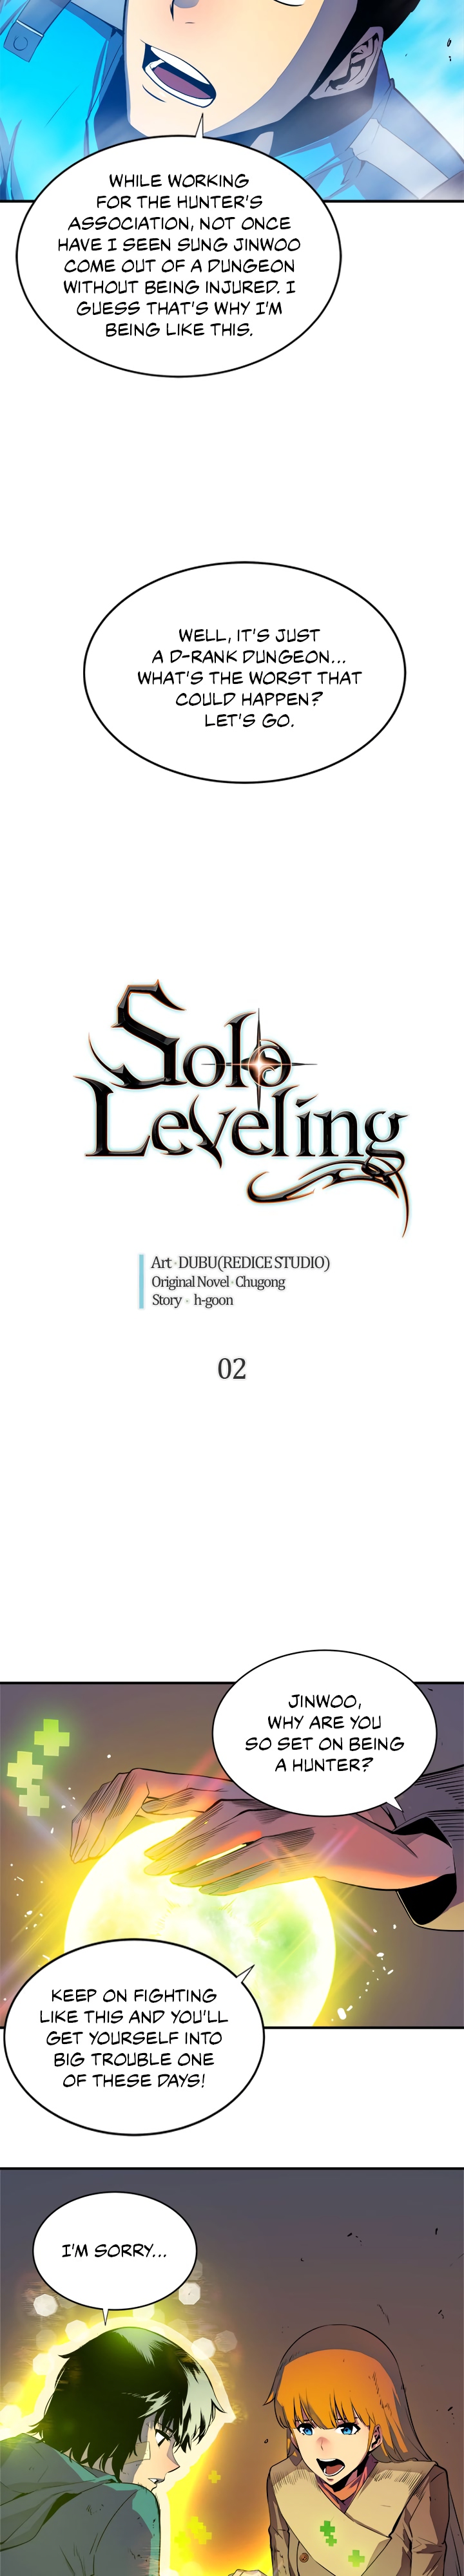 WHILE WORKING
FOR THE HUNTER'S
ASSOCIATION, NOT ONCE
HAVE I SEEN SUNG JINWOO
COME OUT OF A DUNGEON
WITHOUT BEING INJURED. I
GUESS THAT'S WHY I'M
BEING LIKE THIS.
WELL, IT'S JUST
A D-RANK DUNGEON...
WHAT'S THE WORST THAT
COULD HAPPEN?
LET'S GO.
Solo
Leveling
Art · DUBU(REDICE STUDIO)
Original Novel · Chugong
Story · h-goon
02
JINWOO,
WHY ARE YOU
SO SET ON BEING
A HUNTER?
KEEP ON FIGHTING
LIKE THIS AND YOU'LL
GET YOURSELF INTO
BIG TROUBLE ONE
OF THESE DAYS!
I'M SORRY...